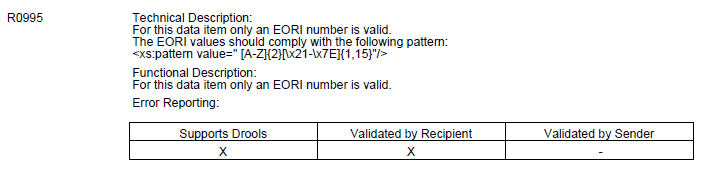 R0995
Technical Description:
For this data item only an EORI number is valid.
The EORI values should comply with the following pattern:
<xs:pattern value=" [A-Z]{2}[\x21-\x7E]{1,15}"/>
Functional Description:
For this data item only an EORI number is valid.
Error Reporting:
Supports Drools Validated by Recipient Validated by Sender
X X -